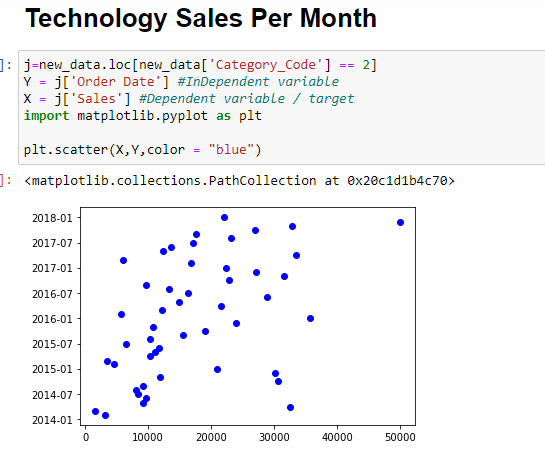 Technology Sales Per Month
]: j=new_data.loc[new_data['Category_Code'] == 2]
Y = j['Order Date'] #InDependent variable
X = j['Sales'] #Dependent variable / target
import matplotlib.pyplot as plt
plt.scatter(X,Y,color = "blue")
]: <matplotlib.collections.PathCollection at 0x20c1d1b4c70>
2018-01
2017-07
2017-01
2016-07
2016-01
2015-07
2015-01
2014-07
2014-01
0 10000 20000 30000 40000 50000